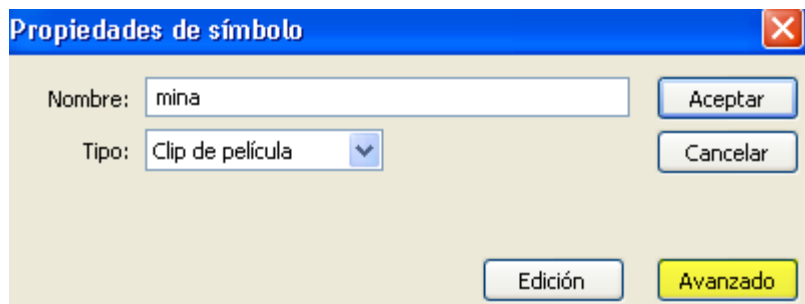 Propiedades de símbolo
Nombre: mina Aceptar
Tipo: Clip de película Cancelar
Edición Avanzado